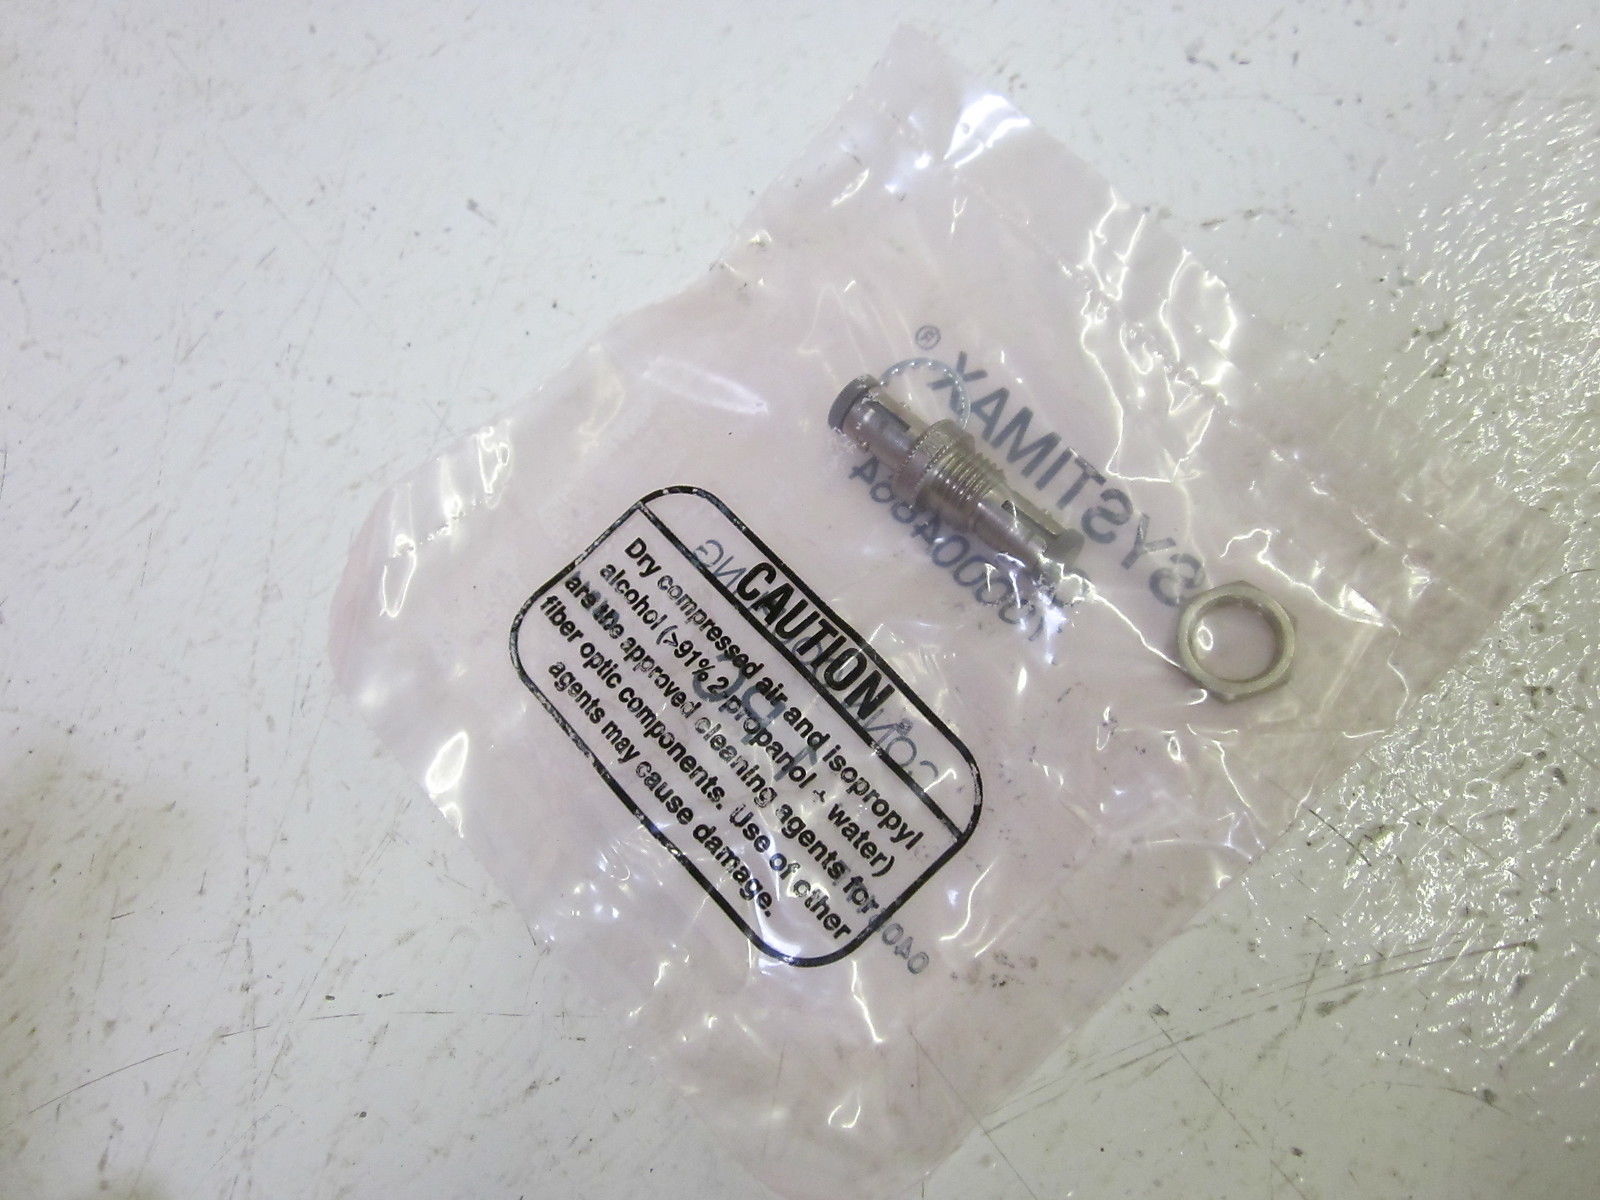 SYSTIMAX®
CAUTION
Dry compressed air and isopropyl
alcohol (>91% 2-propanol + water)
are the approved cleaning agents for
fiber optic components. Use of other
agents may cause damage.